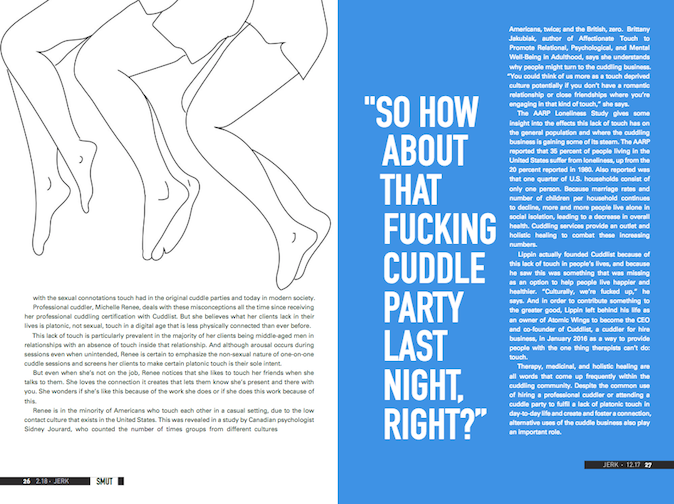 with the sexual connotations touch had in the original cuddle parties and today in modern society.
Professional cuddler, Michelle Renee, deals with these misconceptions all the time since receiving
her professional cuddling certification with Cuddlist. But she believes what her clients lack in their
lives is platonic, not sexual, touch in a digital age that is less physically connected than ever before.
This lack of touch is particularly prevalent in the majority of her clients being middle-aged men in
relationships with an absence of touch inside that relationship. And although arousal occurs during
sessions even when unintended, Renee is certain to emphasize the non-sexual nature of one-on-one
cuddle sessions and screens her clients to make certain platonic touch is their sole intent.
But even when she's not on the job, Renee notices that she likes to touch her friends when she
talks to them. She loves the connection it creates that lets them know she's present and there with
you. She wonders if she's like this because of the work she does or if she does this work because of
this.
Renee is in the minority of Americans who touch each other in a casual setting, due to the low
contact culture that exists in the United States. This was revealed in a study by Canadian psychologist
Sidney Jourard, who counted the number of times groups from different cultures
26 2.18 · JERK SMUT
"SO HOW
ABOUT
THAT
FUCKING
CUDDLE
PARTY
LAST
NIGHT,
RIGHT?"
Americans, twice; and the British, zero. Brittany
Jakubiak, author of Affectionate Touch to
Promote Relational, Psychological, and Mental
Well-Being in Adulthood, says she understands
why people might turn to the cuddling business.
"You could think of us more as a touch deprived
culture potentially if you don't have a romantic
relationship or close friendships where you're
engaging in that kind of touch," she says.
The AARP Loneliness Study gives some
insight into the effects this lack of touch has on
the general population and where the cuddling
business is gaining some of its steam. The AARP
reported that 35 percent of people living in the
United States suffer from loneliness, up from the
20 percent reported in 1980. Also reported was
that one quarter of U.S. households consist of
only one person. Because marriage rates and
number of children per household continues
to decline, more and more people live alone in
social isolation, leading to a decrease in overall
health. Cuddling services provide an outlet and
holistic healing to combat these increasing
numbers.
Lippin actually founded Cuddlist because of
this lack of touch in people's lives, and because
he saw this was something that was missing
as an option to help people live happier and
healthier. "Culturally, we're fucked up," he
says. And in order to contribute something to
the greater good, Lippin left behind his life as
an owner of Atomic Wings to become the CEO
and co-founder of Cuddlist, a cuddler for hire
business, in January 2016 as a way to provide
people with the one thing therapists can't do:
touch.
Therapy, medicinal, and holistic healing are
all words that come up frequently within the
cuddling community. Despite the common use
of hiring a professional cuddler or attending a
cuddle party to fulfil a lack of platonic touch in
day-to-day life and create and foster a connection,
alternative uses of the cuddle business also play
an important role.
JERK · 12.17 27